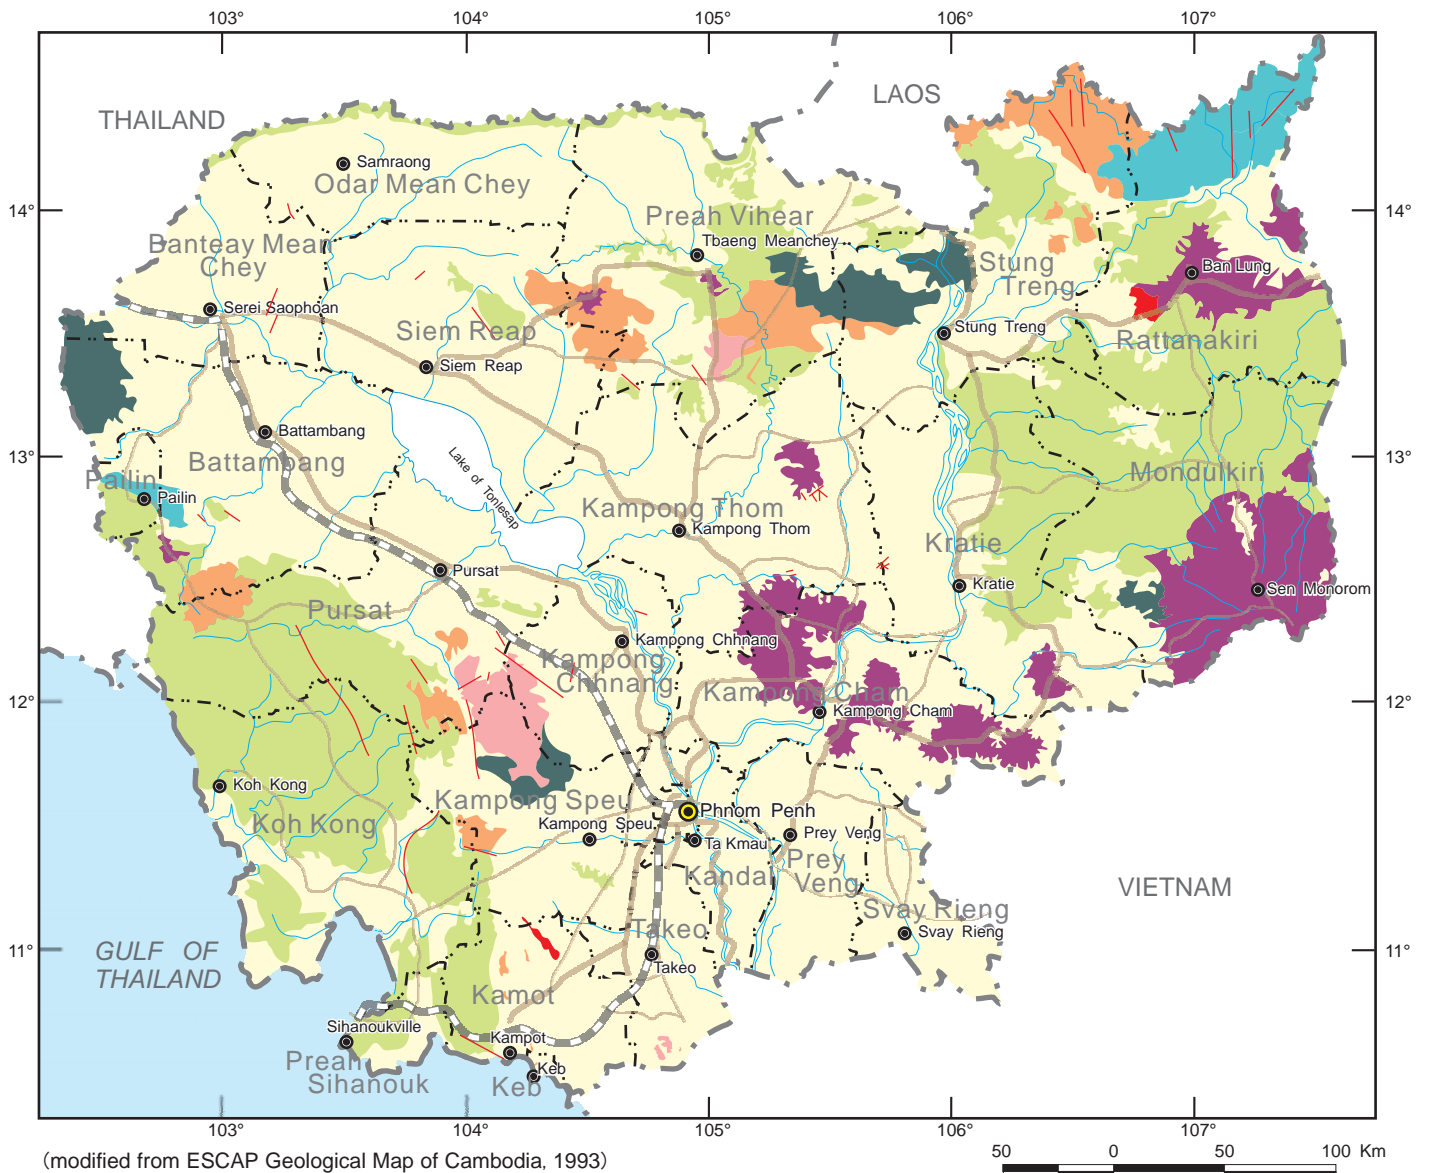 103° 104° 105° 106° 107°
LAOS
THAILAND
Samraong
Odar Mean Chey
14° 14°
Preah Vihear
Tbaeng Meanchey
Banteay Mean
Chey
Stung
Treng
Ban Lung
Serei Saophoan
Siem Reap
Stung Treng
Rattanakiri
Siem Reap
Battambang
Battambang
13° 13°
Lake of Tonlesap
Mondulkiri
Pailin
Pailin
Kampong Thom
Kampong Thom
Kratie
Pursat
Kratie
Sen Monorom
Pursat
Kampong Chhnang
Kampong
Chhnang
Kampong Cham
12° 12°
Kampong Cham
Koh Kong
Kampong Speu
Phnom Penh
Koh Kong
Kampong Speu
Prey Veng
Ta Kmau
Prey
Veng
Kandal
VIETNAM
Svay Rieng
Takeo
Svay Rieng
11° 11°
GULF OF
THAILAND
Takeo
Kamot
Sihanoukville
Kampot
Preah
Sihanouk
Keb
Keb
103° 104° 105° 106° 107°
(modified from ESCAP Geological Map of Cambodia, 1993)
50 0 50 100 Km